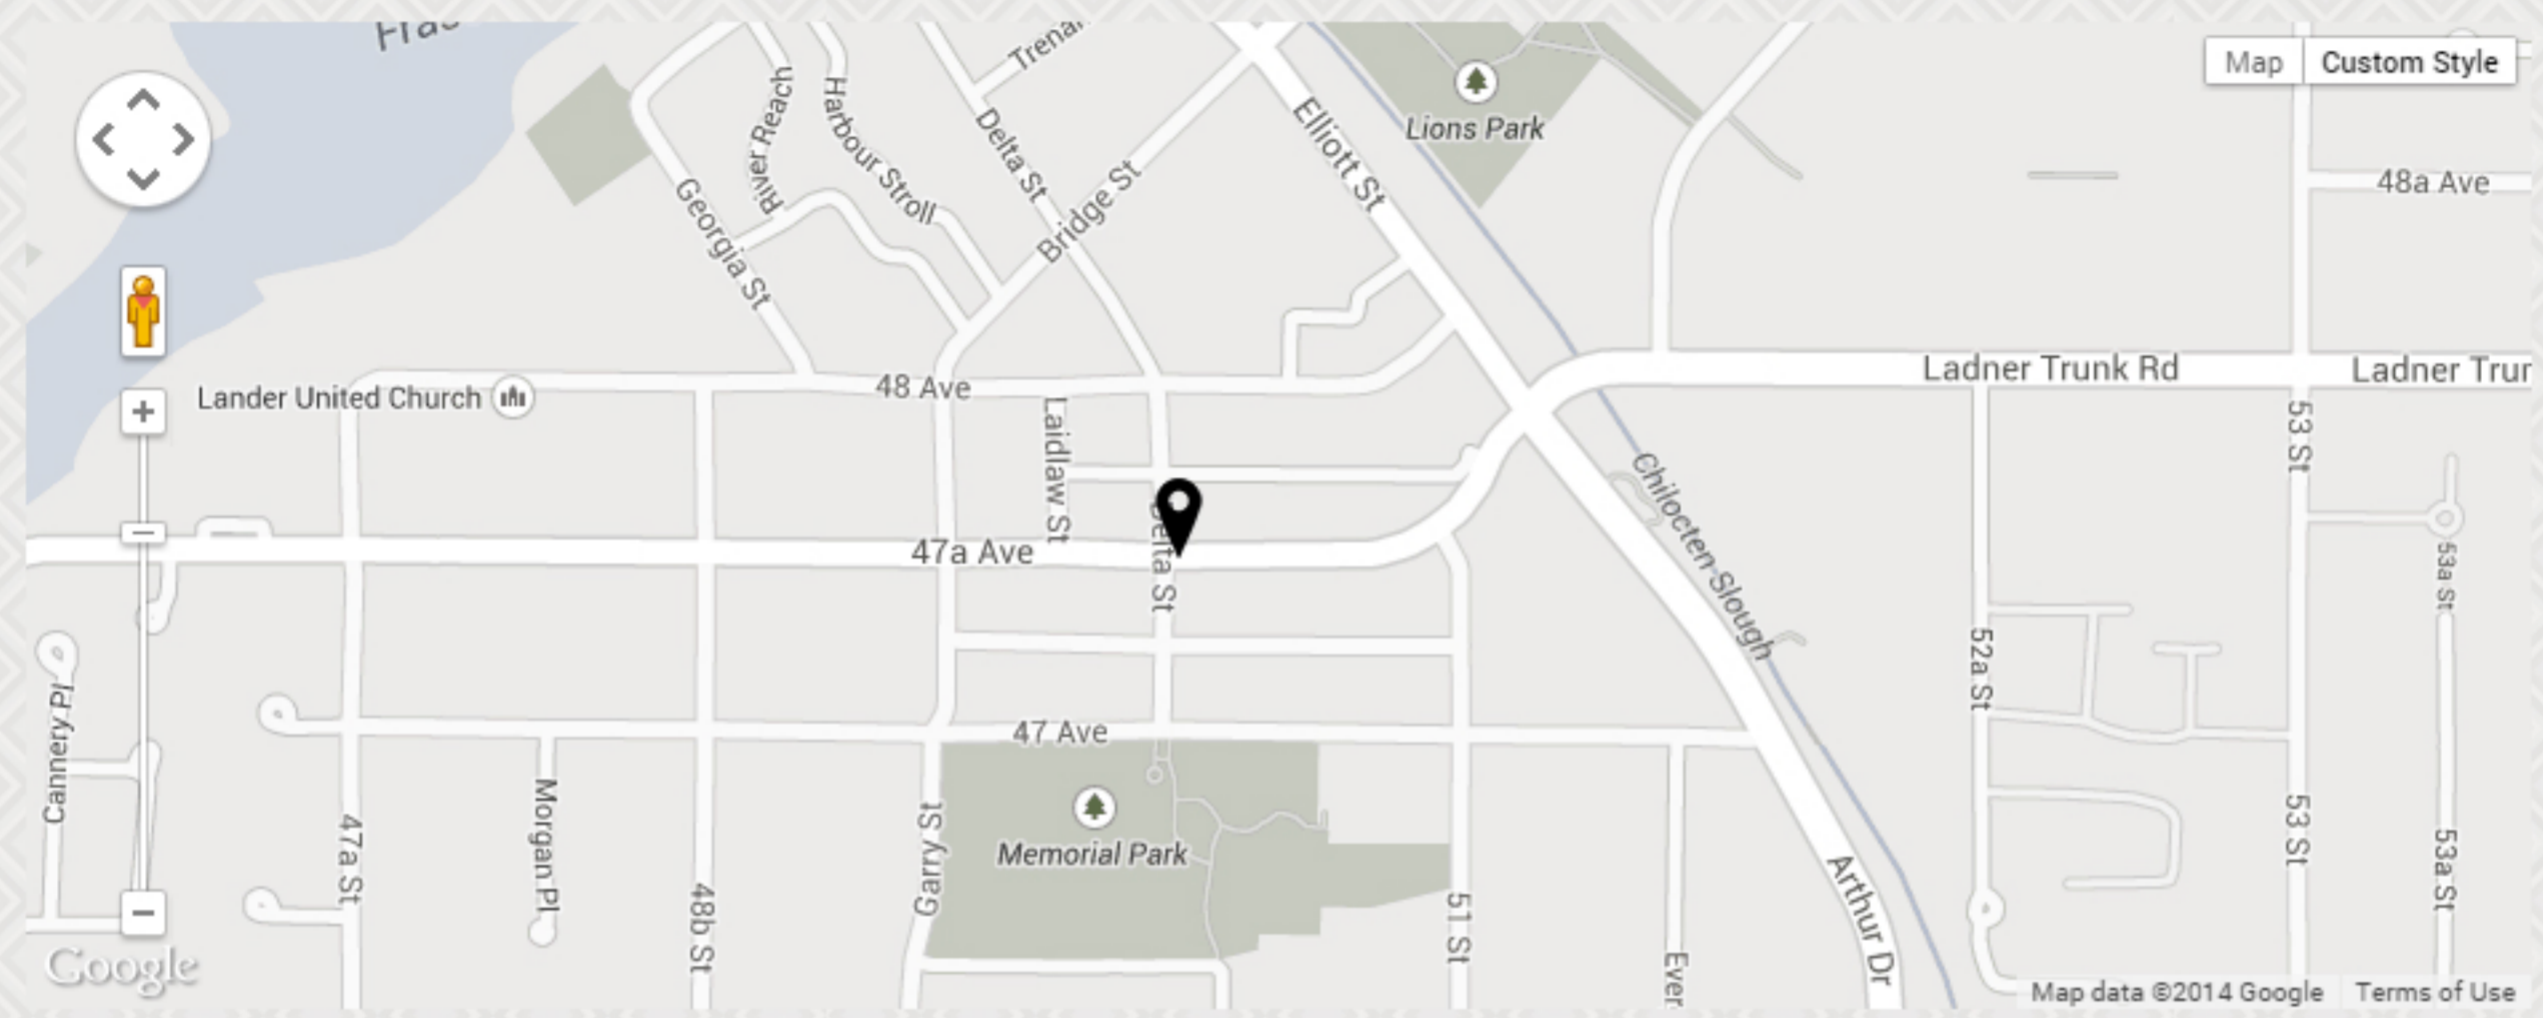 Fras
Trenan
Map
Custom Style
River Reach
Harbour Stroll
Delta St
Elliott St
Lions Park
Bridge St
Georgia St
48a Ave
Lander United Church
48 Ave
Ladner Trunk Rd
Ladner Trun
Laidlaw St
53 St
Chilocten Slough
Delta St
47a Ave
53a St
52a St
Cannery Pl
47 Ave
Morgan Pl
Garry St
Memorial Park
47a St
48b St
51 St
Ever
Arthur Dr
53 St
53a St
Google
Map data ©2014 Google
Terms of Use